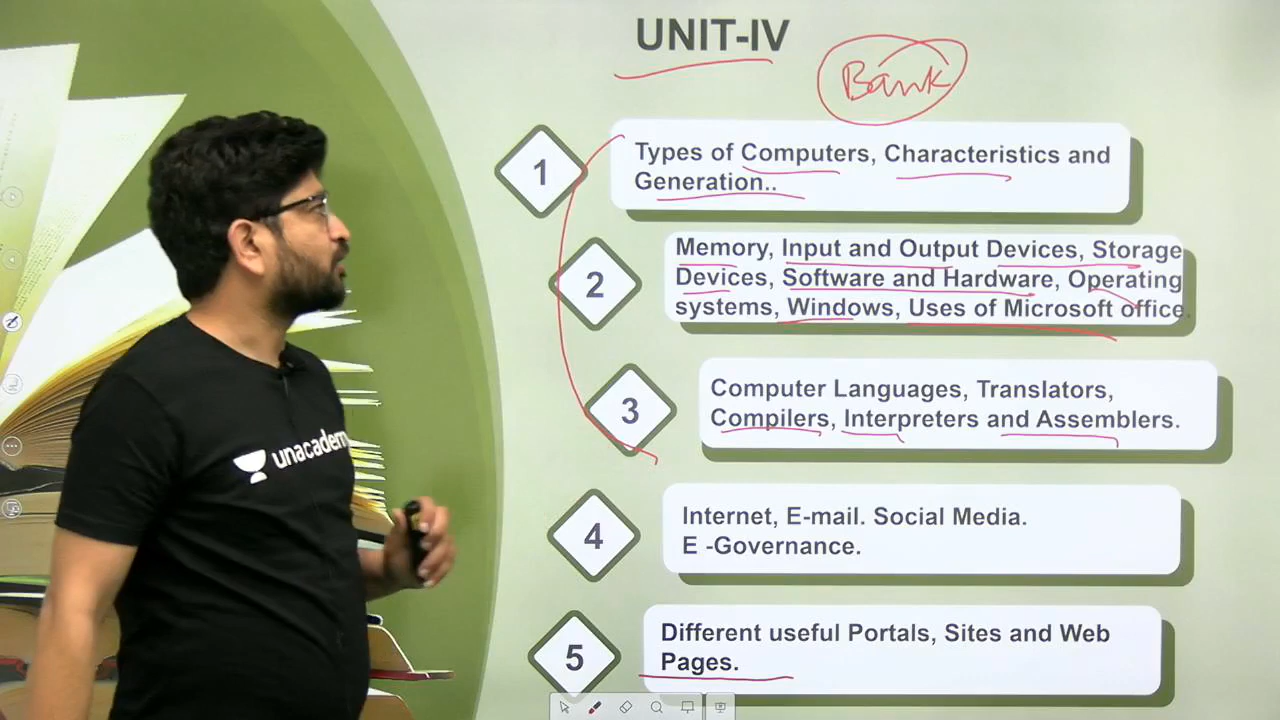 UNIT-IV
Bank
1
Types of Computers, Characteristics and
Generation..
2
Memory, Input and Output Devices, Storage
Devices, Software and Hardware, Operating
systems, Windows, Uses of Microsoft office.
3
Computer Languages, Translators,
Compilers, Interpreters and Assemblers.
4
Internet, E-mail. Social Media.
E -Governance.
5
Different useful Portals, Sites and Web
Pages.
unacadem